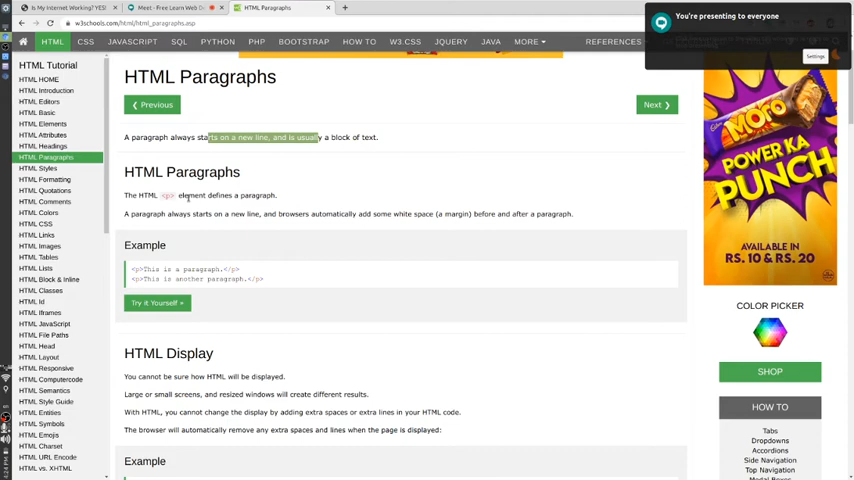 Is My Internet Working? YES!
Meet - Free Learn Web D
HTML Paragraphs
w3schools.com/html/html_paragraphs.asp
You're presenting to everyone
Settings
HTML CSS JAVASCRIPT SQL PYTHON PHP BOOTSTRAP HOW TO W3.CSS JQUERY JAVA MORE REFERENCES
HTML Tutorial
HTML HOME
HTML Introduction
HTML Editors
HTML Basic
HTML Elements
HTML Attributes
HTML Headings
HTML Paragraphs
HTML Styles
HTML Formatting
HTML Quotations
HTML Comments
HTML Colors
HTML CSS
HTML Links
HTML Images
HTML Tables
HTML Lists
HTML Block & Inline
HTML Classes
HTML Id
HTML Iframes
HTML JavaScript
HTML File Paths
HTML Head
HTML Layout
HTML Responsive
HTML Computercode
HTML Semantics
HTML Style Guide
HTML Entities
HTML Symbols
HTML Emojis
HTML Charset
HTML URL Encode
HTML vs. XHTML
HTML Paragraphs
❮ Previous
Next ❯
A paragraph always starts on a new line, and is usually a block of text.
HTML Paragraphs
The HTML <p> element defines a paragraph.
A paragraph always starts on a new line, and browsers automatically add some white space (a margin) before and after a paragraph.
Example
<p>This is a paragraph.</p>
<p>This is another paragraph.</p>
Try it Yourself »
HTML Display
You cannot be sure how HTML will be displayed.
Large or small screens, and resized windows will create different results.
With HTML, you cannot change the display by adding extra spaces or extra lines in your HTML code.
The browser will automatically remove any extra spaces and lines when the page is displayed:
Example
Cadbury
MORO
POWER KA
PUNCH
AVAILABLE IN
RS. 10 & RS. 20
COLOR PICKER
SHOP
HOW TO
Tabs
Dropdowns
Accordions
Side Navigation
Top Navigation
Modal Boxes
4:24 PM